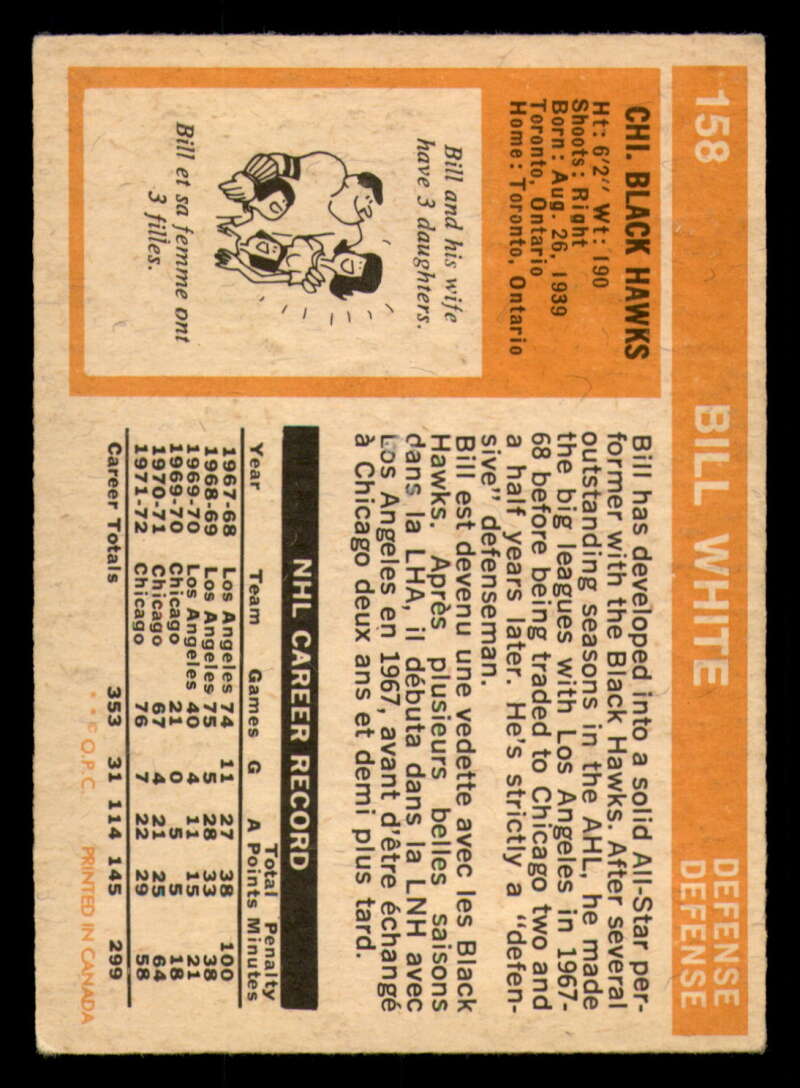 158 BILL WHITE DEFENSE
DEFENSE
CHI. BLACK HAWKS
Ht: 6'2" Wt: 190
Shoots: Right
Born: Aug. 26, 1939
Toronto, Ontario
Home: Toronto, Ontario
Bill and his wife
have 3 daughters.
Bill et sa femme ont
3 filles.
Bill has developed into a solid All-Star per-
former with the Black Hawks. After several
outstanding seasons in the AHL, he made
the big leagues with Los Angeles in 1967-
68 before being traded to Chicago two and
a half years later. He's strictly a "defen-
sive" defenseman.
Bill est devenu une vedette avec les Black
Hawks. Après plusieurs belles saisons
dans la LHA, il débuta dans la LNH avec
Los Angeles en 1967, avant d'être échangé
à Chicago deux ans et demi plus tard.
NHL CAREER RECORD
Total Penalty
Year Team Games G A Points Minutes
1967-68 Los Angeles 74 11 27 38 100
1968-69 Los Angeles 75 5 28 33 38
1969-70 Los Angeles 40 4 11 15 21
1969-70 Chicago 21 0 5 5 18
1970-71 Chicago 67 4 21 25 64
1971-72 Chicago 76 7 22 29 58
Career Totals 353 31 114 145 299
* * © O.P.C. PRINTED IN CANADA